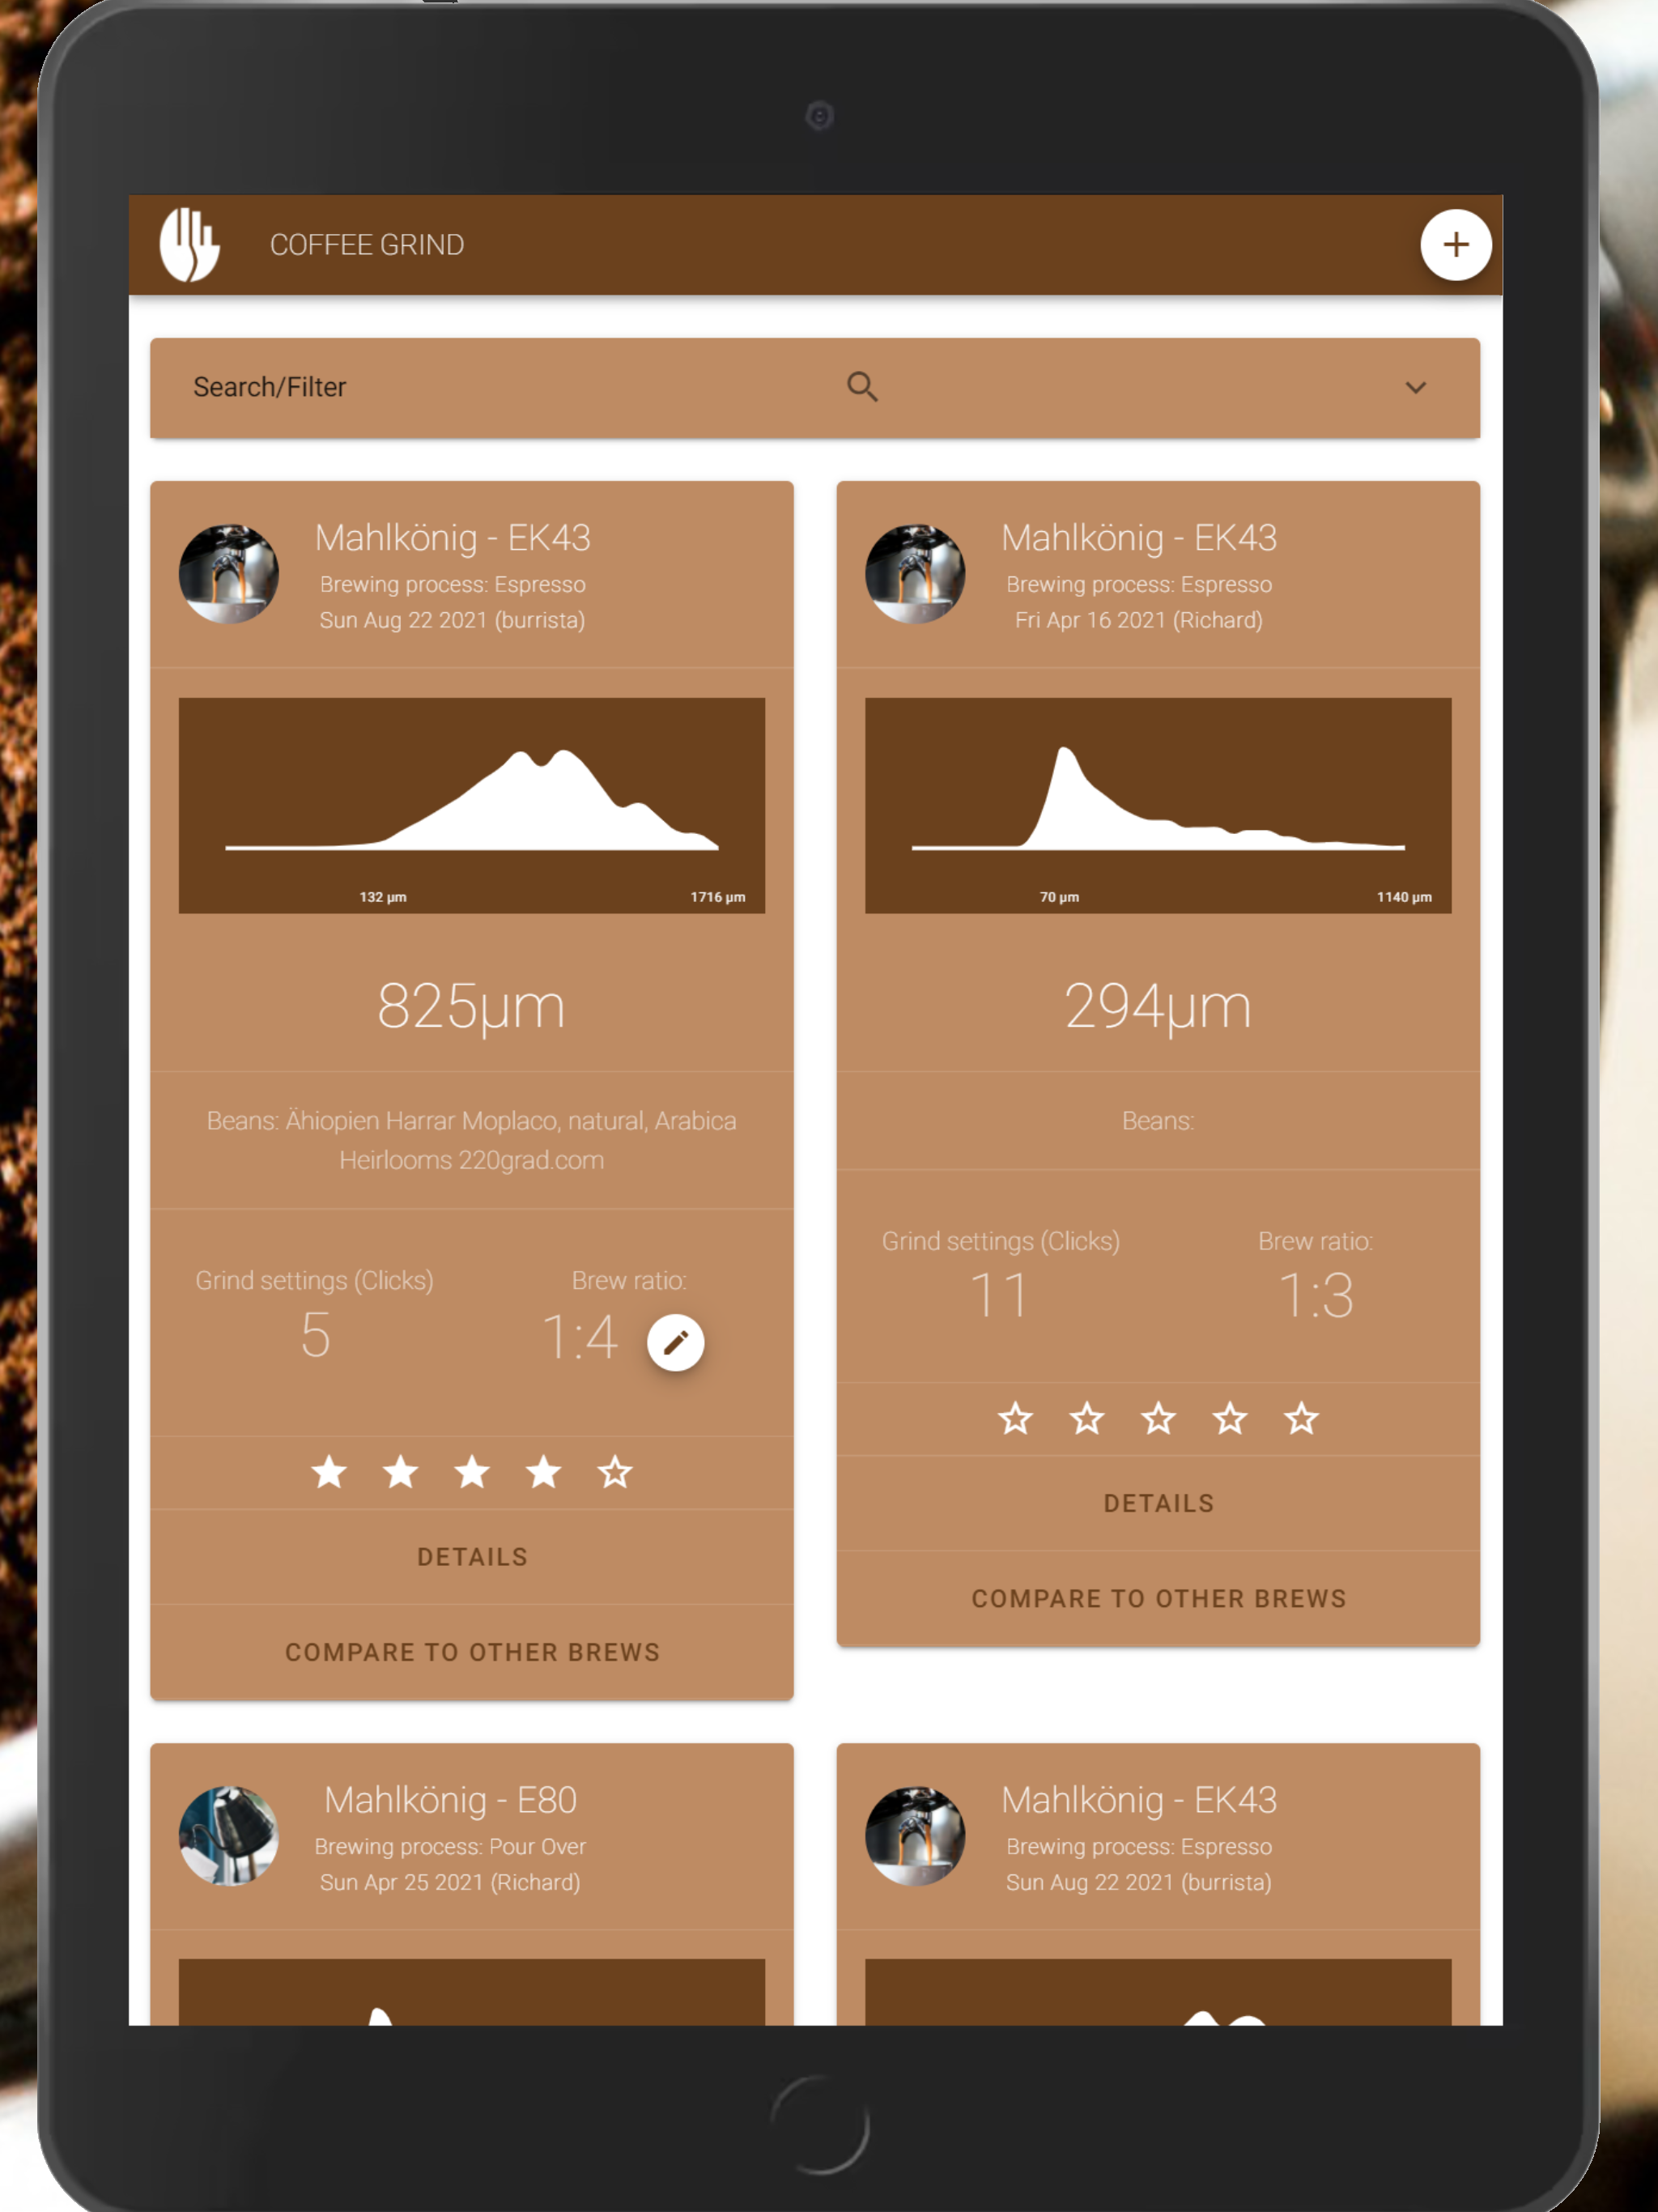 COFFEE GRIND
Search/Filter
Mahlkönig - EK43
Brewing process: Espresso
Sun Aug 22 2021 (burrista)
132 µm
1716 µm
825µm
Beans: Ähiopien Harrar Moplaco, natural, Arabica
Heirlooms 220grad.com
Grind settings (Clicks)
5
Brew ratio:
1:4
DETAILS
COMPARE TO OTHER BREWS
Mahlkönig - EK43
Brewing process: Espresso
Fri Apr 16 2021 (Richard)
70 µm
1140 µm
294µm
Beans:
Grind settings (Clicks)
11
Brew ratio:
1:3
DETAILS
COMPARE TO OTHER BREWS
Mahlkönig - E80
Brewing process: Pour Over
Sun Apr 25 2021 (Richard)
Mahlkönig - EK43
Brewing process: Espresso
Sun Aug 22 2021 (burrista)